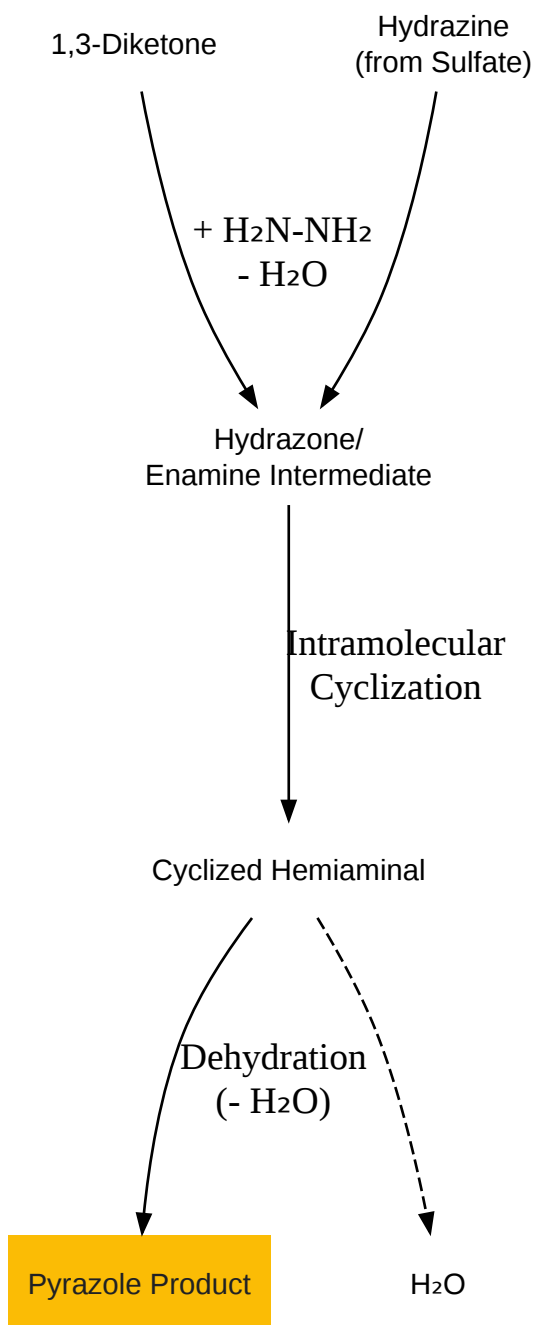 1,3-Diketone
Hydrazine
(from Sulfate)
+ H₂N-NH₂
- H₂O
Hydrazone/
Enamine Intermediate
Intramolecular
Cyclization
Cyclized Hemiaminal
Dehydration
(- H₂O)
Pyrazole Product
H₂O